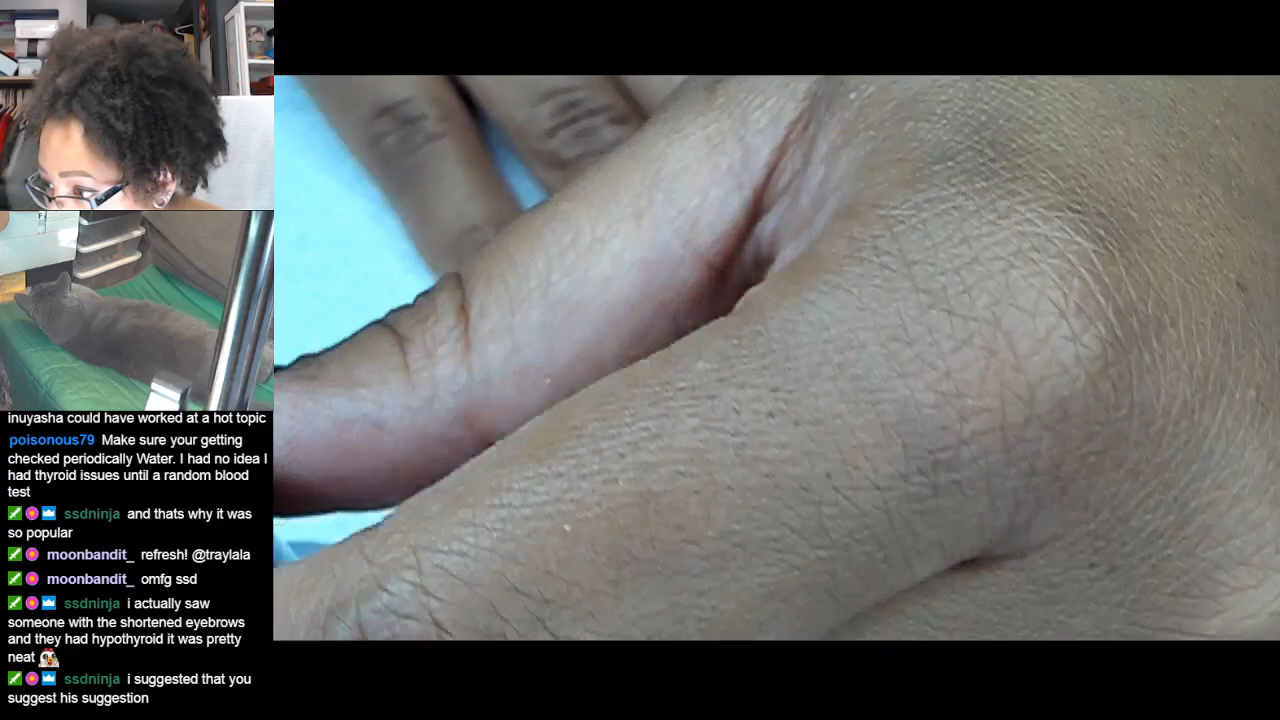 inuyasha could have worked at a hot topic
poisonous79 Make sure your getting
checked periodically Water. I had no idea I
had thyroid issues until a random blood
test
ssdninja and thats why it was
so popular
moonbandit_ refresh! @traylala
moonbandit_ omfg ssd
ssdninja i actually saw
someone with the shortened eyebrows
and they had hypothyroid it was pretty
neat
ssdninja i suggested that you
suggest his suggestion